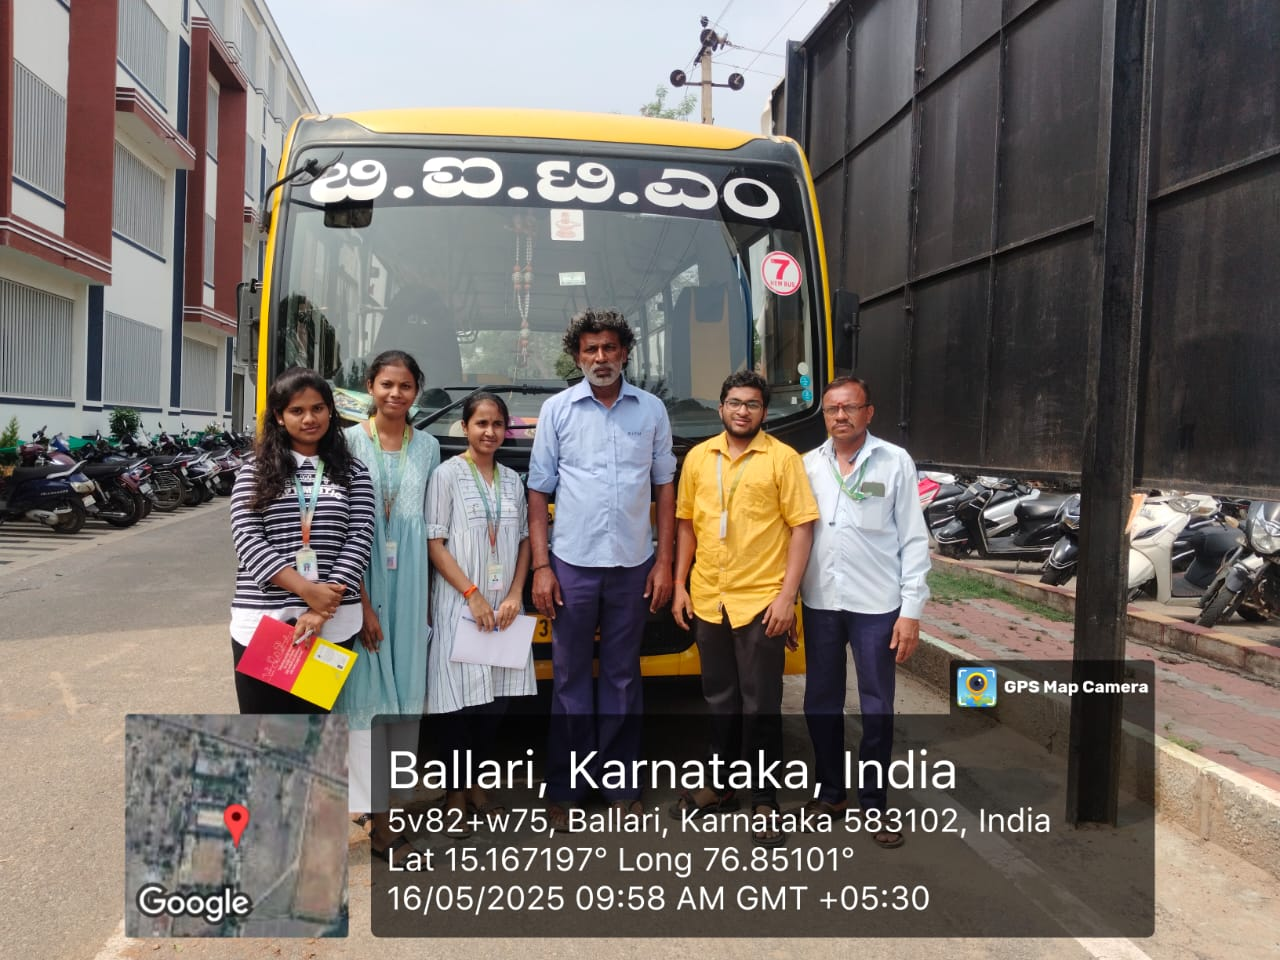 ಬಿ.ಐ.ಟಿ.ಎಂ
7
NEW BUS
BITM
GPS Map Camera
Ballari, Karnataka, India
5v82+w75, Ballari, Karnataka 583102, India
Lat 15.167197° Long 76.85101°
16/05/2025 09:58 AM GMT +05:30
Google